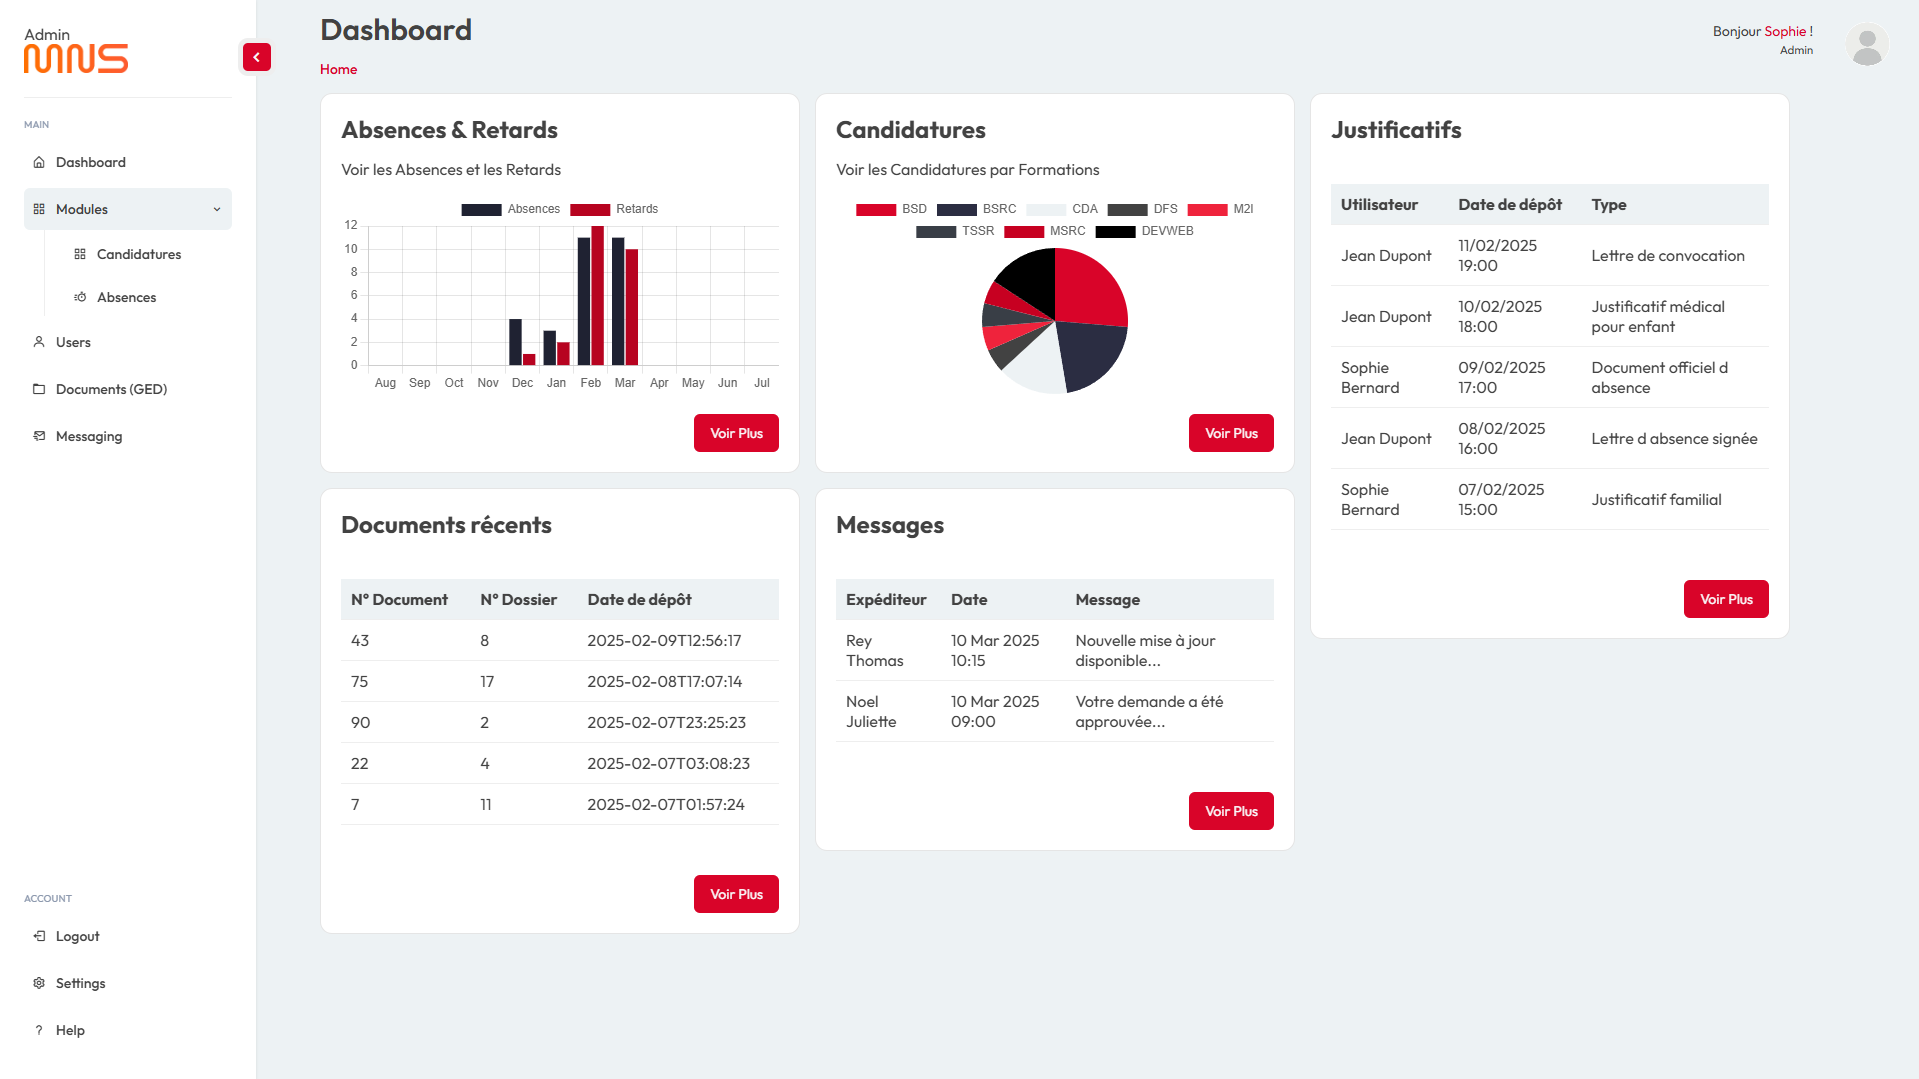 Admin
MNS
MAIN
Dashboard
Modules
Candidatures
Absences
Users
Documents (GED)
Messaging
ACCOUNT
Logout
Settings
? Help
Dashboard
Home
Bonjour Sophie !
Admin
Absences & Retards
Voir les Absences et les Retards
Absences Retards
12
10
8
6
4
2
0
Aug Sep Oct Nov Dec Jan Feb Mar Apr May Jun Jul
Voir Plus
Candidatures
Voir les Candidatures par Formations
BSD BSRC CDA DFS M2I
TSSR MSRC DEVWEB
Voir Plus
Justificatifs
Utilisateur Date de dépôt Type
Jean Dupont 11/02/2025 19:00 Lettre de convocation
Jean Dupont 10/02/2025 18:00 Justificatif médical pour enfant
Sophie Bernard 09/02/2025 17:00 Document officiel d absence
Jean Dupont 08/02/2025 16:00 Lettre d absence signée
Sophie Bernard 07/02/2025 15:00 Justificatif familial
Voir Plus
Documents récents
N° Document N° Dossier Date de dépôt
43 8 2025-02-09T12:56:17
75 17 2025-02-08T17:07:14
90 2 2025-02-07T23:25:23
22 4 2025-02-07T03:08:23
7 11 2025-02-07T01:57:24
Voir Plus
Messages
Expéditeur Date Message
Rey Thomas 10 Mar 2025 10:15 Nouvelle mise à jour disponible...
Noel Juliette 10 Mar 2025 09:00 Votre demande a été approuvée...
Voir Plus